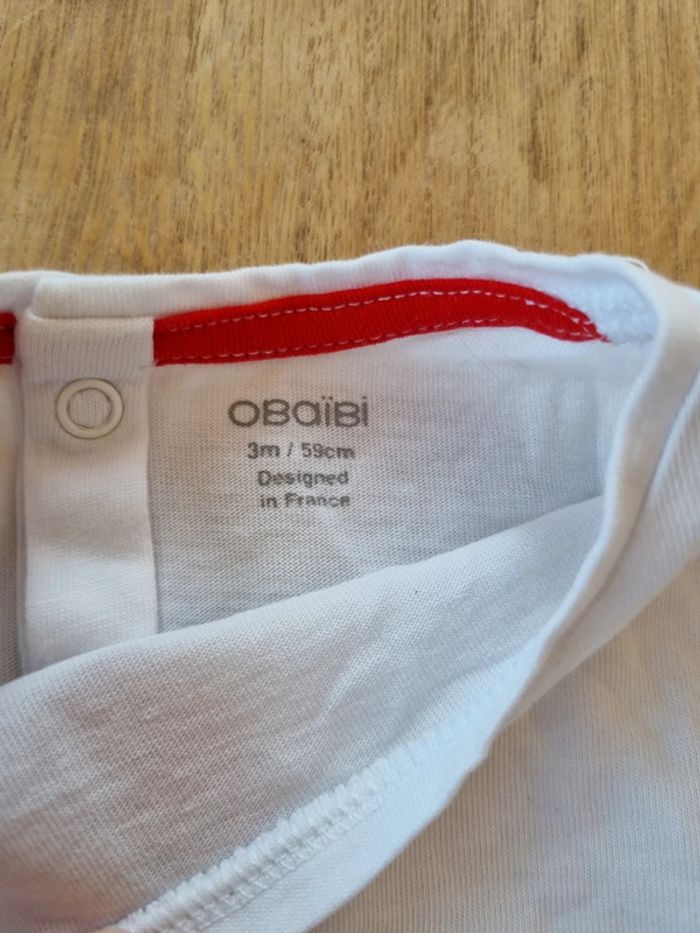 OBaïBi
3m / 59cm
Designed
in France